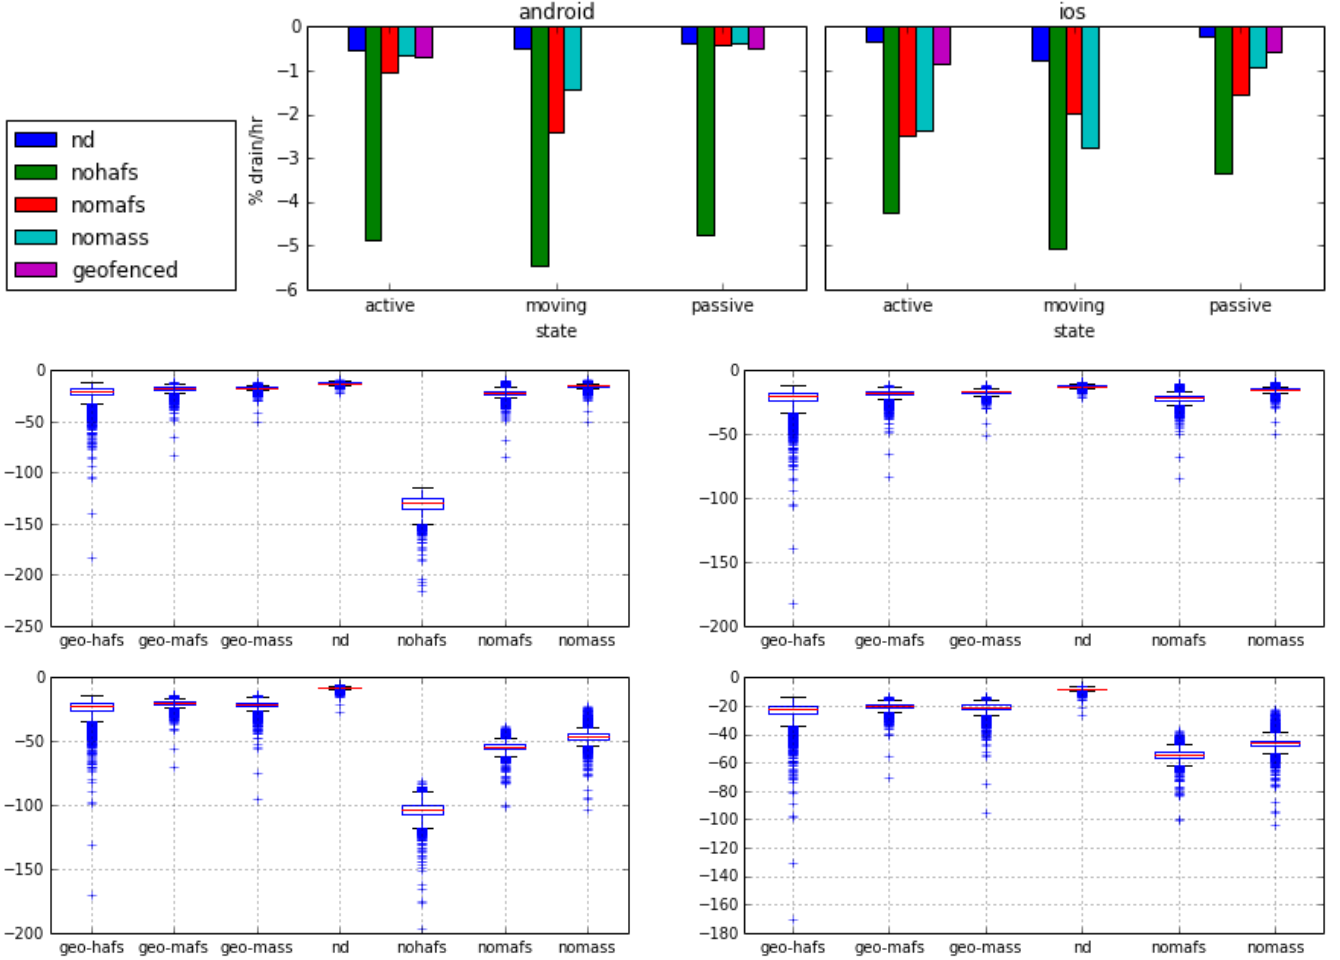 android
ios
nd
nohafs
nomafs
nomass
geofenced
% drain/hr
0
−1
−2
−3
−4
−5
−6
active moving passive
state
active moving passive
state
0
−50
−100
−150
−200
−250
geo-hafs geo-mafs geo-mass nd nohafs nomafs nomass
0
−50
−100
−150
−200
geo-hafs geo-mafs geo-mass nd nomafs nomass
0
−50
−100
−150
−200
geo-hafs geo-mafs geo-mass nd nohafs nomafs nomass
0
−20
−40
−60
−80
−100
−120
−140
−160
−180
geo-hafs geo-mafs geo-mass nd nomafs nomass